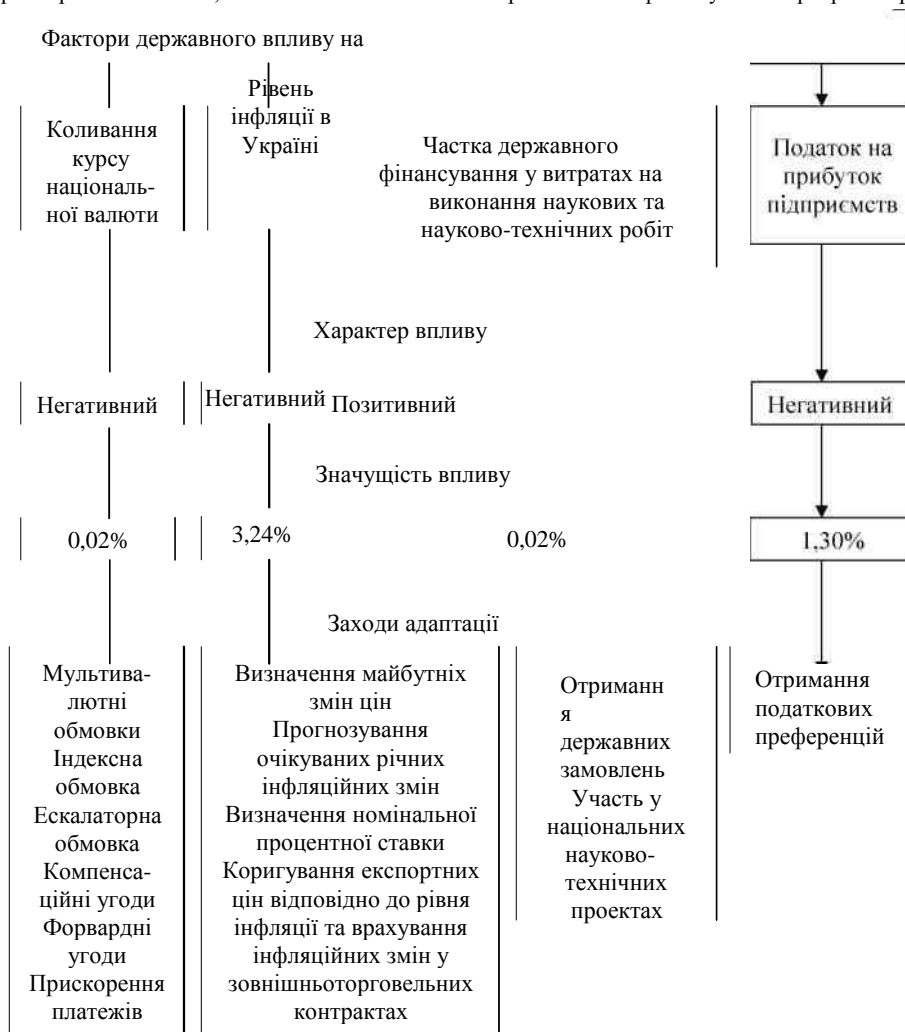 Фактори державного впливу на
Коливання
курсу
національ-
ної валюти
Рівень
інфляції в
Україні
Частка державного
фінансування у витратах на
виконання наукових та
науково-технічних робіт
Податок на
прибуток
підприємств
Характер впливу
Негативний
Негативний
Позитивний
Негативний
Значущість впливу
0,02%
3,24%
0,02%
1,30%
Заходи адаптації
Мультива-
лютні
обмовки
Індексна
обмовка
Ескалаторна
обмовка
Компенса-
ційні угоди
Форвардні
угоди
Прискорення
платежів
Визначення майбутніх
змін цін
Прогнозування
очікуваних річних
інфляційних змін
Визначення номінальної
процентної ставки
Коригування експортних
цін відповідно до рівня
інфляції та врахування
інфляційних змін у
зовнішньоторговельних
контрактах
Отриманн
я
державних
замовлень
Участь у
національних
науково-
технічних
проектах
Отримання
податкових
преференцій